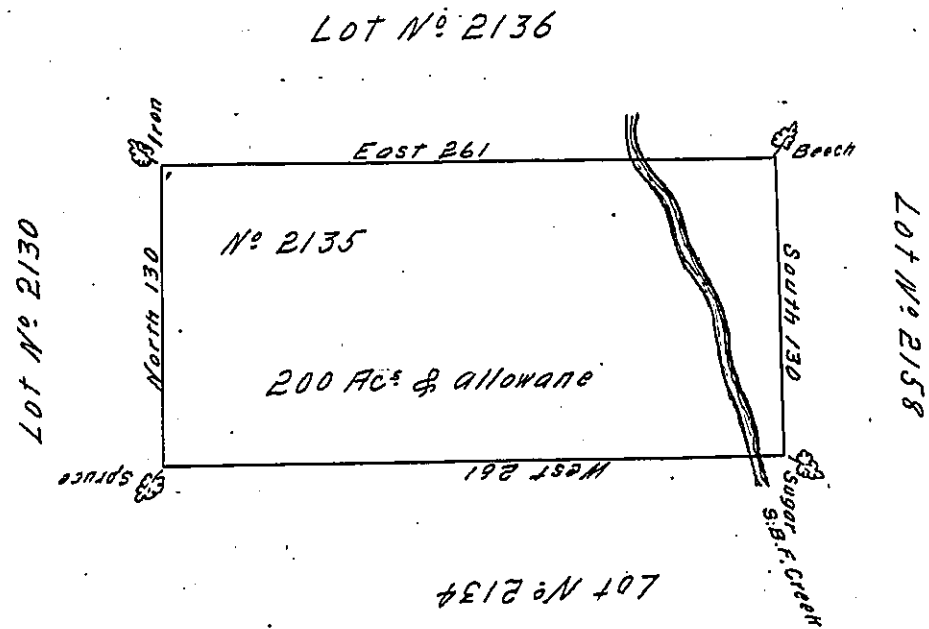 Lot Nº 2136
Iron
East 261
Beech
Lot Nº 2130
North 130
Nº 2135
South 130
Lot Nº 2158
200 Acs & allowane
Spruce
West 261
Sugar
S.B.F. Creek
Lot Nº 2134